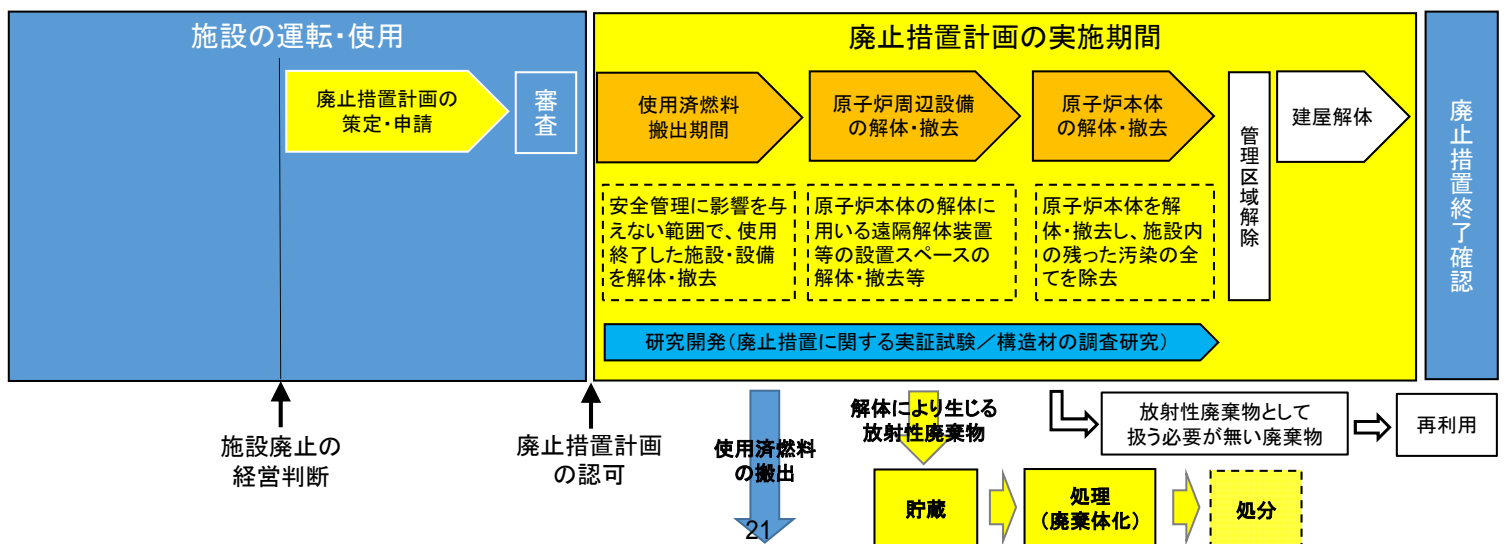 施設の運転・使用
廃止措置計画の
策定・申請
審査
施設廃止の
経営判断
廃止措置計画
の認可
廃止措置計画の実施期間
使用済燃料
搬出期間
原子炉周辺設備
の解体・撤去
原子炉本体
の解体・撤去
管理区域解除
建屋解体
安全管理に影響を与
えない範囲で、使用
終了した施設・設備
を解体・撤去
原子炉本体の解体に
用いる遠隔解体装置
等の設置スペースの
解体・撤去等
原子炉本体を解
体・撤去し、施設内
の残った汚染の全
てを除去
研究開発(廃止措置に関する実証試験／構造材の調査研究)
廃止措置終了確認
使用済燃料
の搬出
解体により生じる
放射性廃棄物
放射性廃棄物として
扱う必要が無い廃棄物
再利用
貯蔵
処理
(廃棄体化)
処分
21